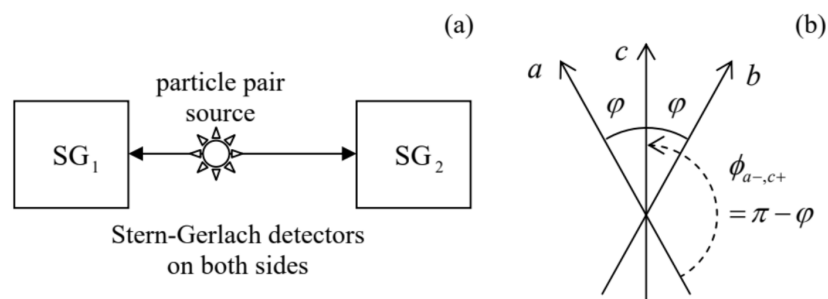 (a)
particle pair
source
SG₁
SG₂
Stern-Gerlach detectors
on both sides
(b)
a
c
b
φ
φ
ϕₐ₋,c₊
= π − φ